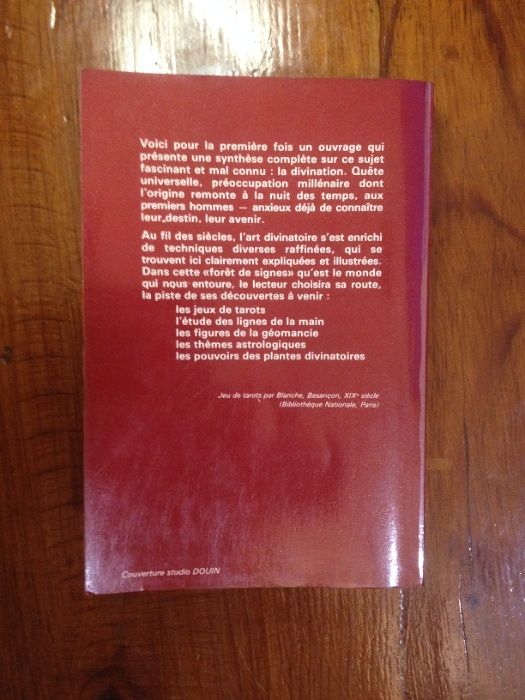 Voici pour la première fois un ouvrage qui
présente une synthèse complète sur ce sujet
fascinant et mal connu : la divination. Quête
universelle, préoccupation millénaire dont
l'origine remonte à la nuit des temps, aux
premiers hommes — anxieux déjà de connaître
leur destin, leur avenir.
Au fil des siècles, l'art divinatoire s'est enrichi
de techniques diverses raffinées, qui se
trouvent ici clairement expliquées et illustrées.
Dans cette «forêt de signes» qu'est le monde
qui nous entoure, le lecteur choisira sa route,
la piste de ses découvertes à venir :
les jeux de tarots
l'étude des lignes de la main
les figures de la géomancie
les thèmes astrologiques
les pouvoirs des plantes divinatoires
Jeu de tarots par Blanche, Besançon, XIXe siècle
(Bibliothèque Nationale, Paris)
Couverture studio DOUIN